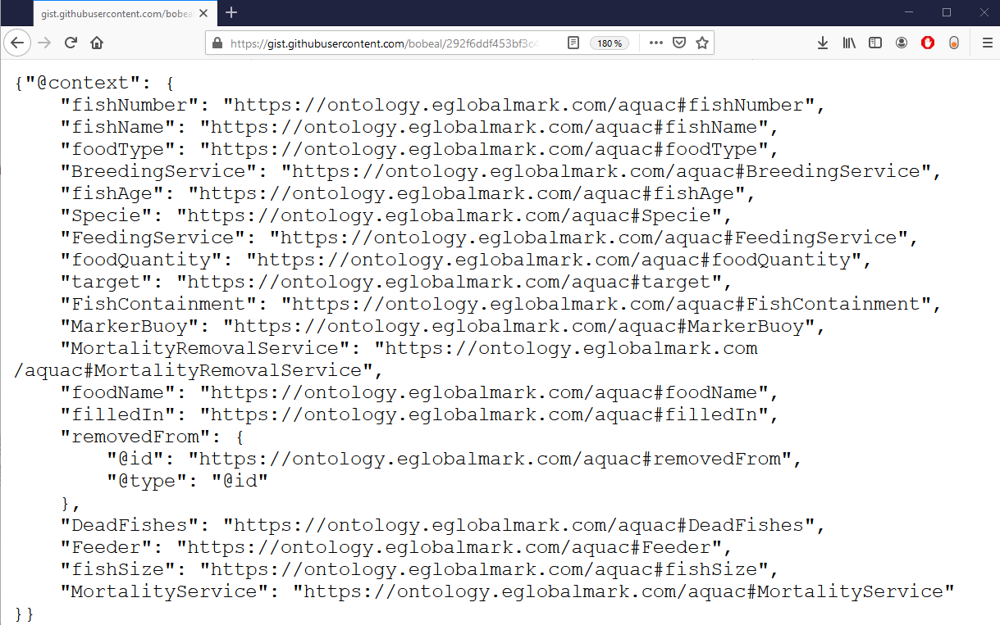 gist.githubusercontent.com/bobea
https://gist.githubusercontent.com/bobeal/292f6ddf453bf3c4
180 %
{"@context": {
    "fishNumber": "https://ontology.eglobalmark.com/aquac#fishNumber",
    "fishName": "https://ontology.eglobalmark.com/aquac#fishName",
    "foodType": "https://ontology.eglobalmark.com/aquac#foodType",
    "BreedingService": "https://ontology.eglobalmark.com/aquac#BreedingService",
    "fishAge": "https://ontology.eglobalmark.com/aquac#fishAge",
    "Specie": "https://ontology.eglobalmark.com/aquac#Specie",
    "FeedingService": "https://ontology.eglobalmark.com/aquac#FeedingService",
    "foodQuantity": "https://ontology.eglobalmark.com/aquac#foodQuantity",
    "target": "https://ontology.eglobalmark.com/aquac#target",
    "FishContainment": "https://ontology.eglobalmark.com/aquac#FishContainment",
    "MarkerBuoy": "https://ontology.eglobalmark.com/aquac#MarkerBuoy",
    "MortalityRemovalService": "https://ontology.eglobalmark.com
/aquac#MortalityRemovalService",
    "foodName": "https://ontology.eglobalmark.com/aquac#foodName",
    "filledIn": "https://ontology.eglobalmark.com/aquac#filledIn",
    "removedFrom": {
        "@id": "https://ontology.eglobalmark.com/aquac#removedFrom",
        "@type": "@id"
    },
    "DeadFishes": "https://ontology.eglobalmark.com/aquac#DeadFishes",
    "Feeder": "https://ontology.eglobalmark.com/aquac#Feeder",
    "fishSize": "https://ontology.eglobalmark.com/aquac#fishSize",
    "MortalityService": "https://ontology.eglobalmark.com/aquac#MortalityService"
}}